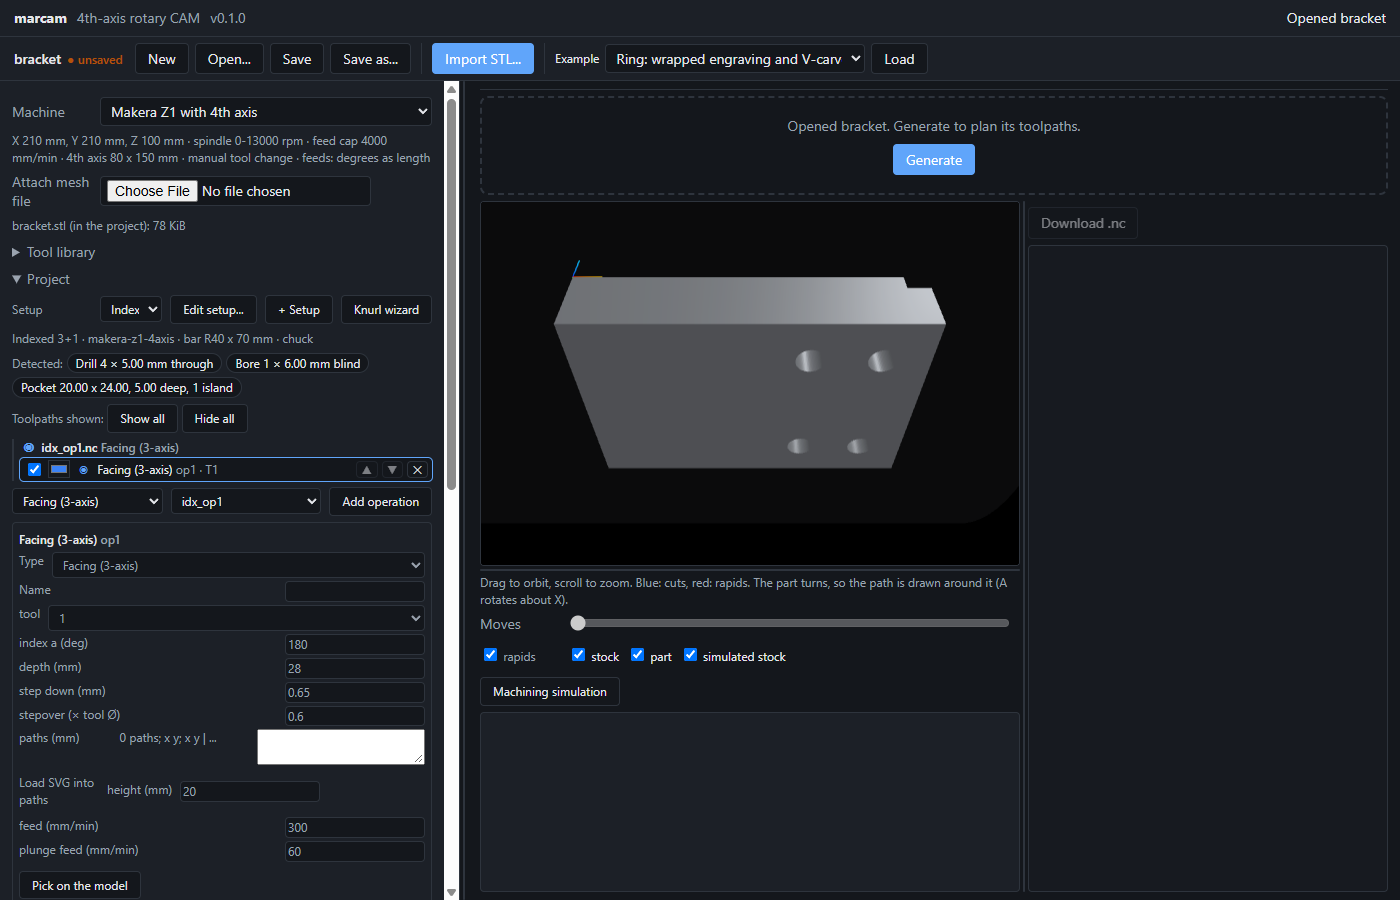 marcam 4th-axis rotary CAM v0.1.0
Opened bracket
bracket • unsaved New Open... Save Save as... Import STL... Example Ring: wrapped engraving and V-carv Load
Machine Makera Z1 with 4th axis
X 210 mm, Y 210 mm, Z 100 mm · spindle 0-13000 rpm · feed cap 4000
mm/min · 4th axis 80 x 150 mm · manual tool change · feeds: degrees as length
Attach mesh
file
Choose File No file chosen
bracket.stl (in the project): 78 KiB
Tool library
Project
Setup Index Edit setup... + Setup Knurl wizard
Indexed 3+1 · makera-z1-4axis · bar R40 x 70 mm · chuck
Detected: Drill 4 × 5.00 mm through Bore 1 × 6.00 mm blind
Pocket 20.00 x 24.00, 5.00 deep, 1 island
Toolpaths shown: Show all Hide all
idx_op1.nc Facing (3-axis)
Facing (3-axis) op1 · T1
Facing (3-axis) idx_op1 Add operation
Facing (3-axis) op1
Type Facing (3-axis)
Name
tool 1
index a (deg) 180
depth (mm) 28
step down (mm) 0.65
stepover (× tool Ø) 0.6
paths (mm) 0 paths; x y; x y | ...
Load SVG into
paths
height (mm) 20
feed (mm/min) 300
plunge feed (mm/min) 60
Pick on the model
Opened bracket. Generate to plan its toolpaths.
Generate
Download .nc
Drag to orbit, scroll to zoom. Blue: cuts, red: rapids. The part turns, so the path is drawn around it (A
rotates about X).
Moves
rapids stock part simulated stock
Machining simulation